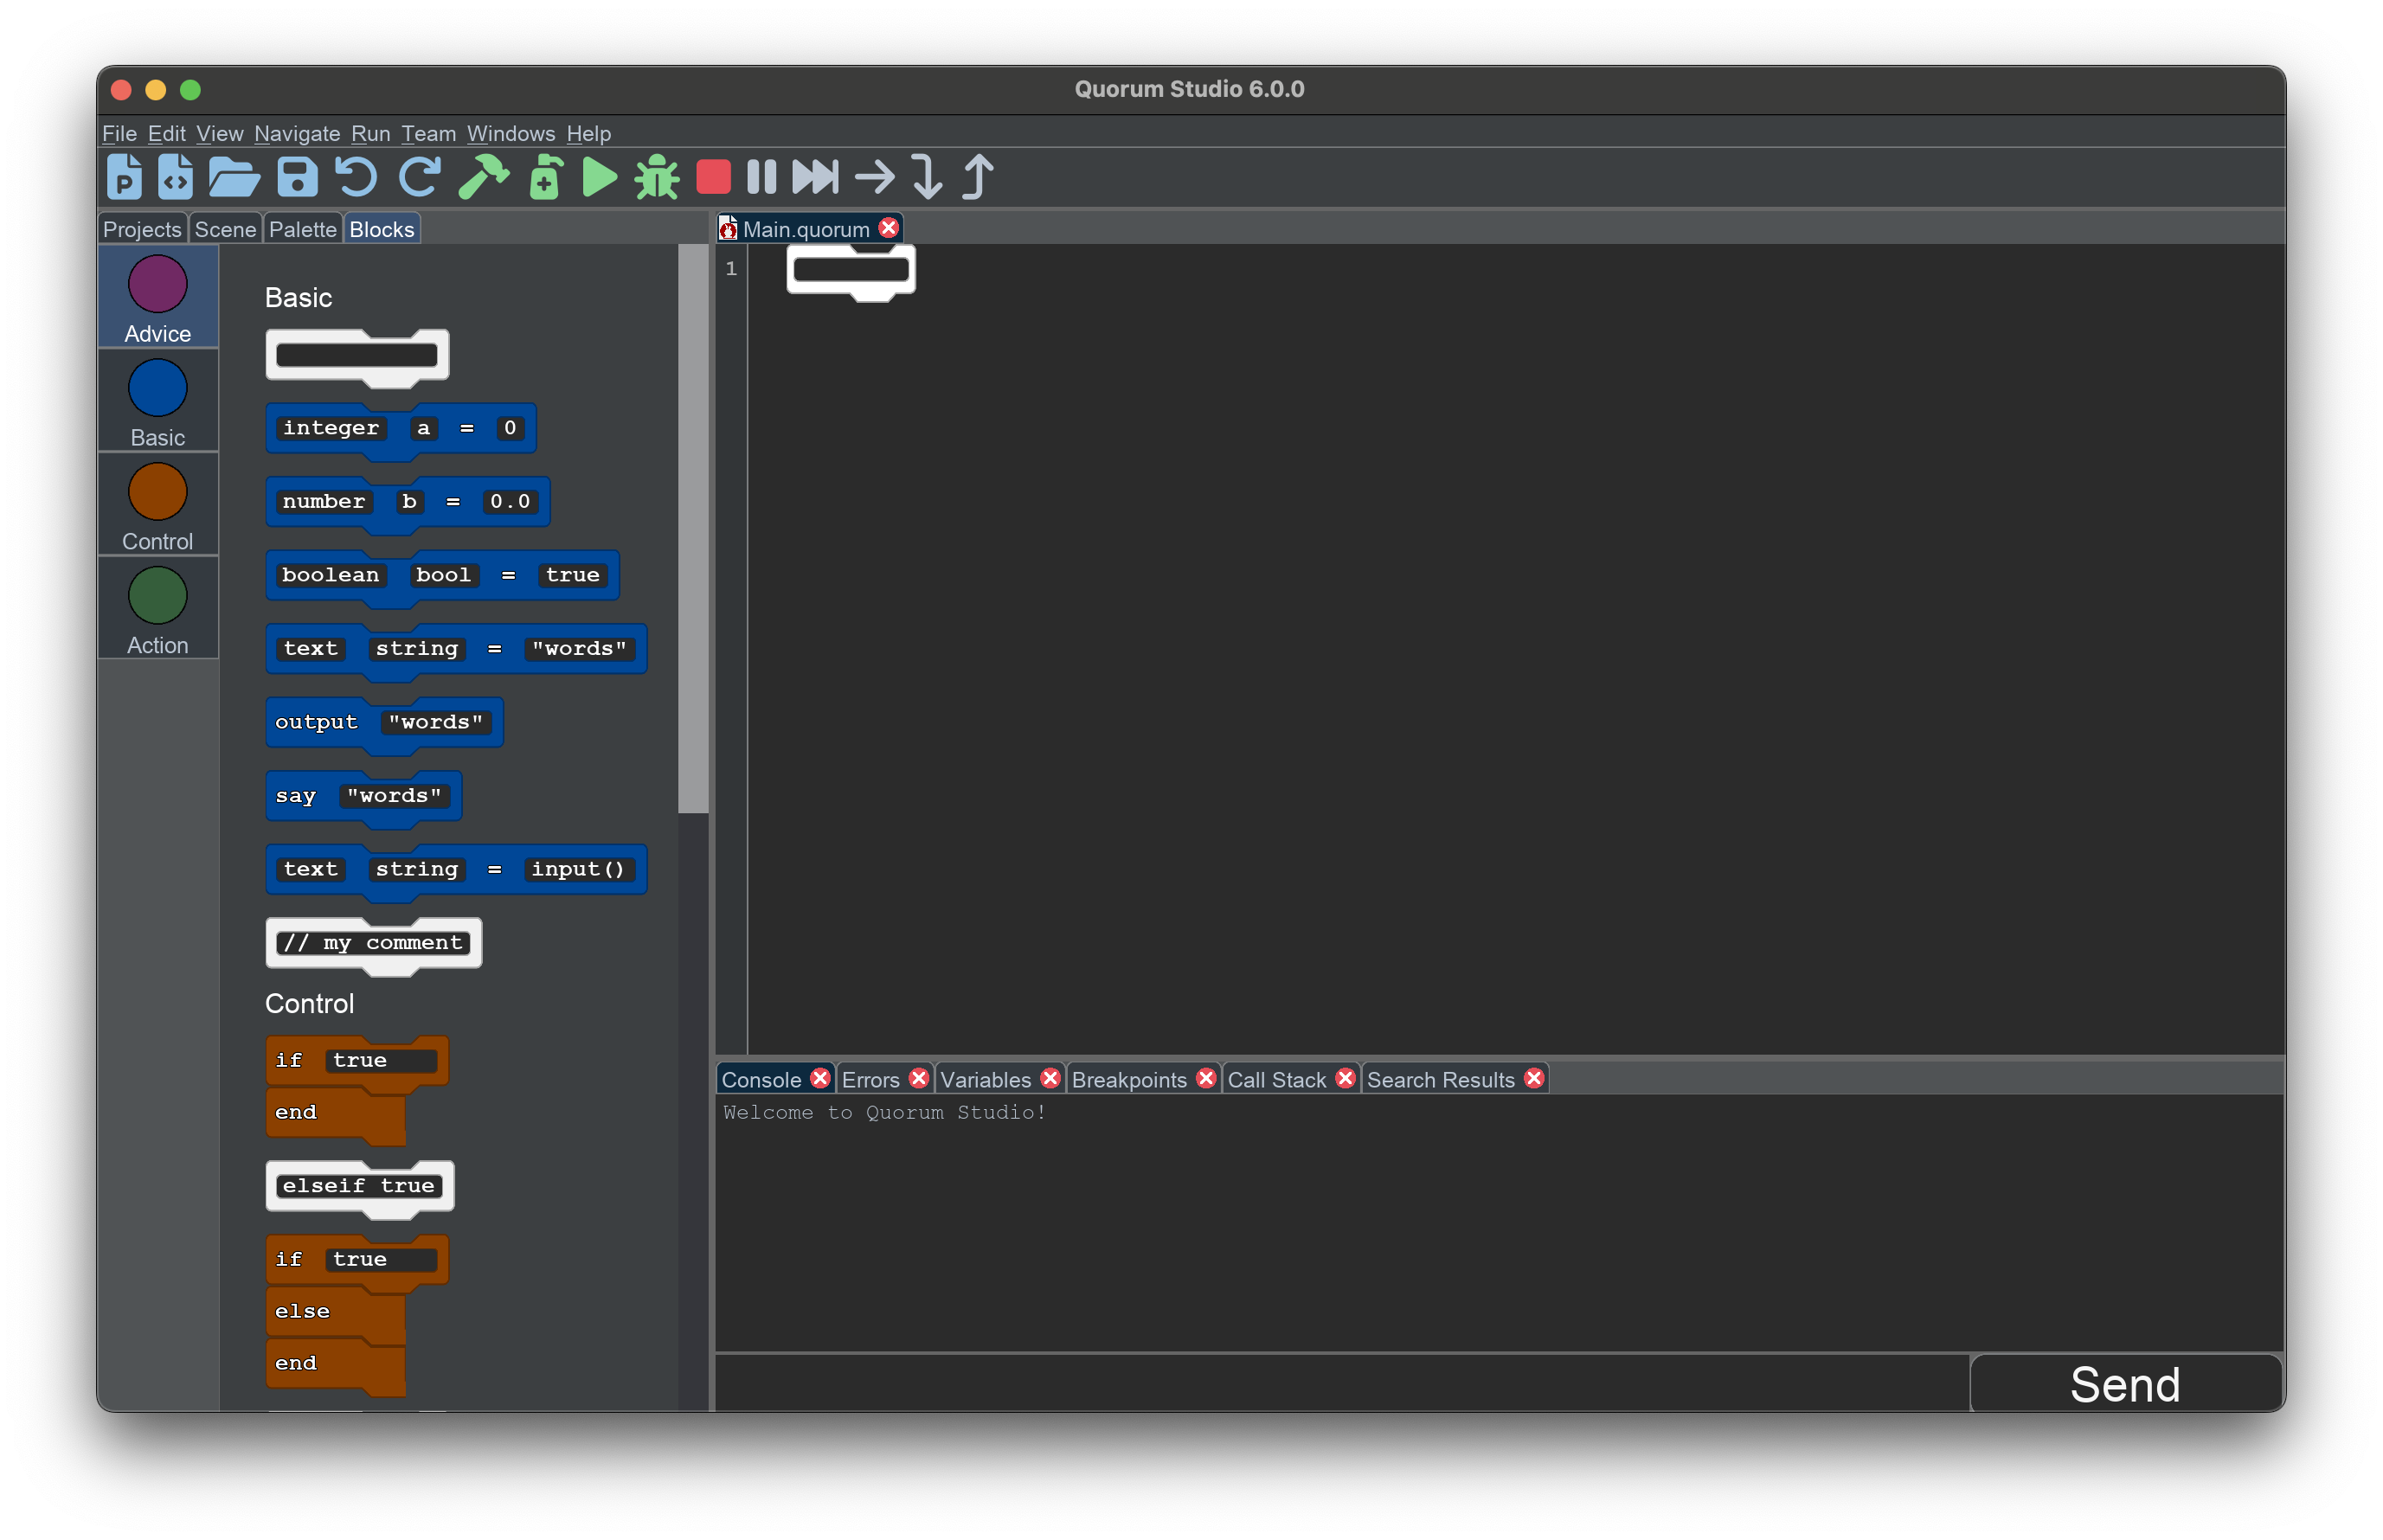 Quorum Studio 6.0.0
File Edit View Navigate Run Team Windows Help
P
Projects Scene Palette Blocks
Advice
Basic
Control
Action
Basic
integer a = 0
number b = 0.0
boolean bool = true
text string = "words"
output "words"
say "words"
text string = input()
// my comment
Control
if true
end
elseif true
if true
else
end
Main.quorum
1
Console Errors Variables Breakpoints Call Stack Search Results
Welcome to Quorum Studio!
Send